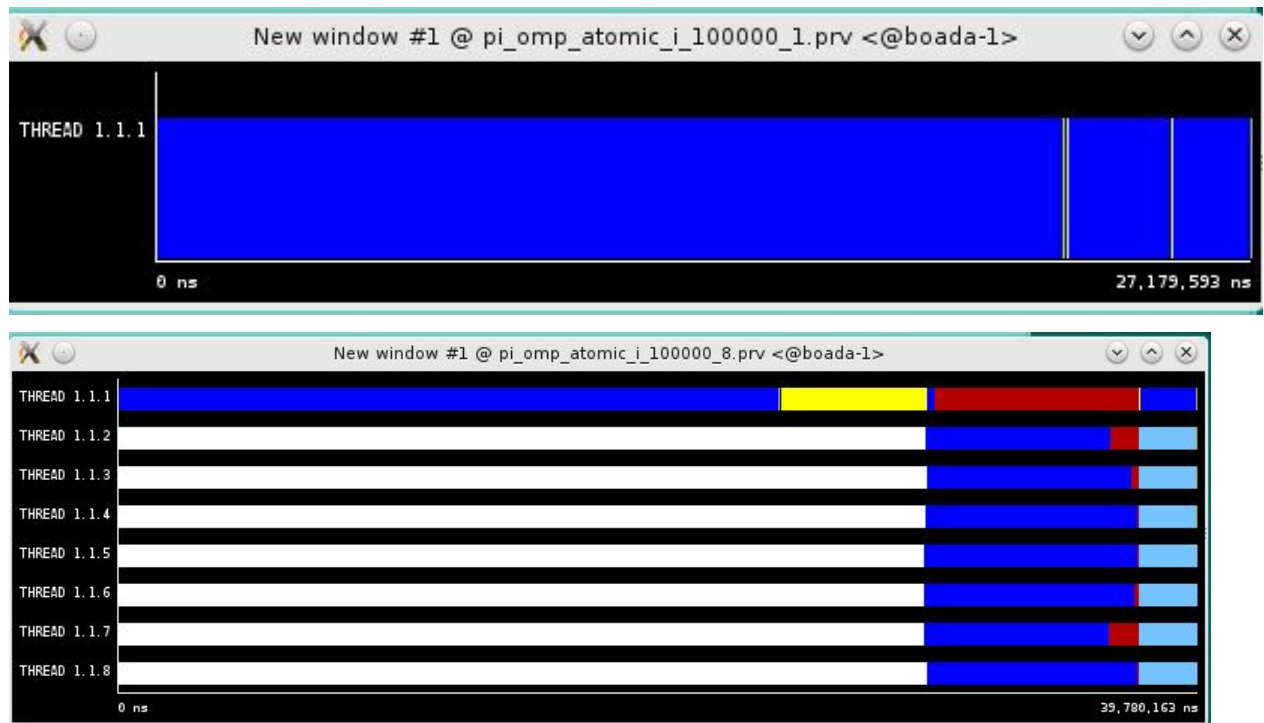 New window #1 @ pi_omp_atomic_i_100000_1.prv <@boada-1>
THREAD 1.1.1
0 ns
27,179,593 ns
New window #1 @ pi_omp_atomic_i_100000_8.prv <@boada-1>
THREAD 1.1.1
THREAD 1.1.2
THREAD 1.1.3
THREAD 1.1.4
THREAD 1.1.5
THREAD 1.1.6
THREAD 1.1.7
THREAD 1.1.8
0 ns
39,780,163 ns